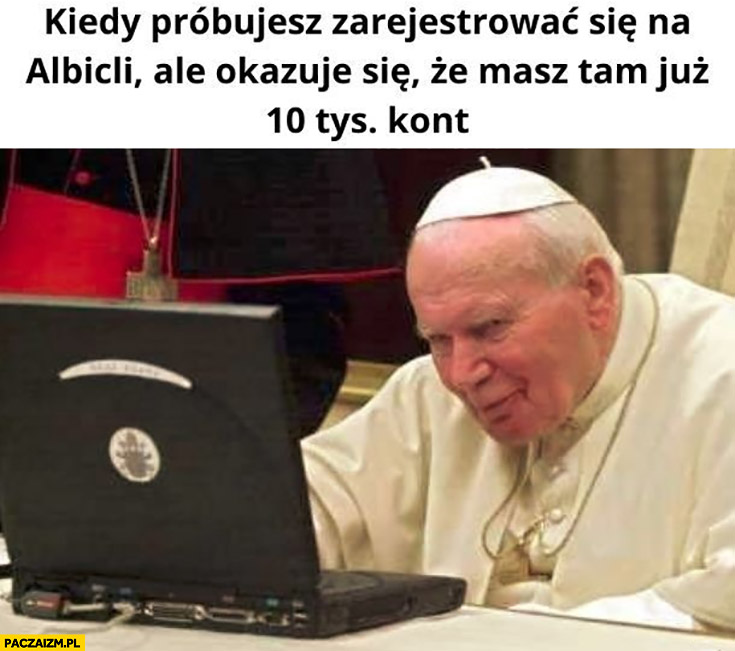 Kiedy próbujesz zarejestrować się na
Albicli, ale okazuje się, że masz tam już
10 tys. kont
PACZAIZM.PL